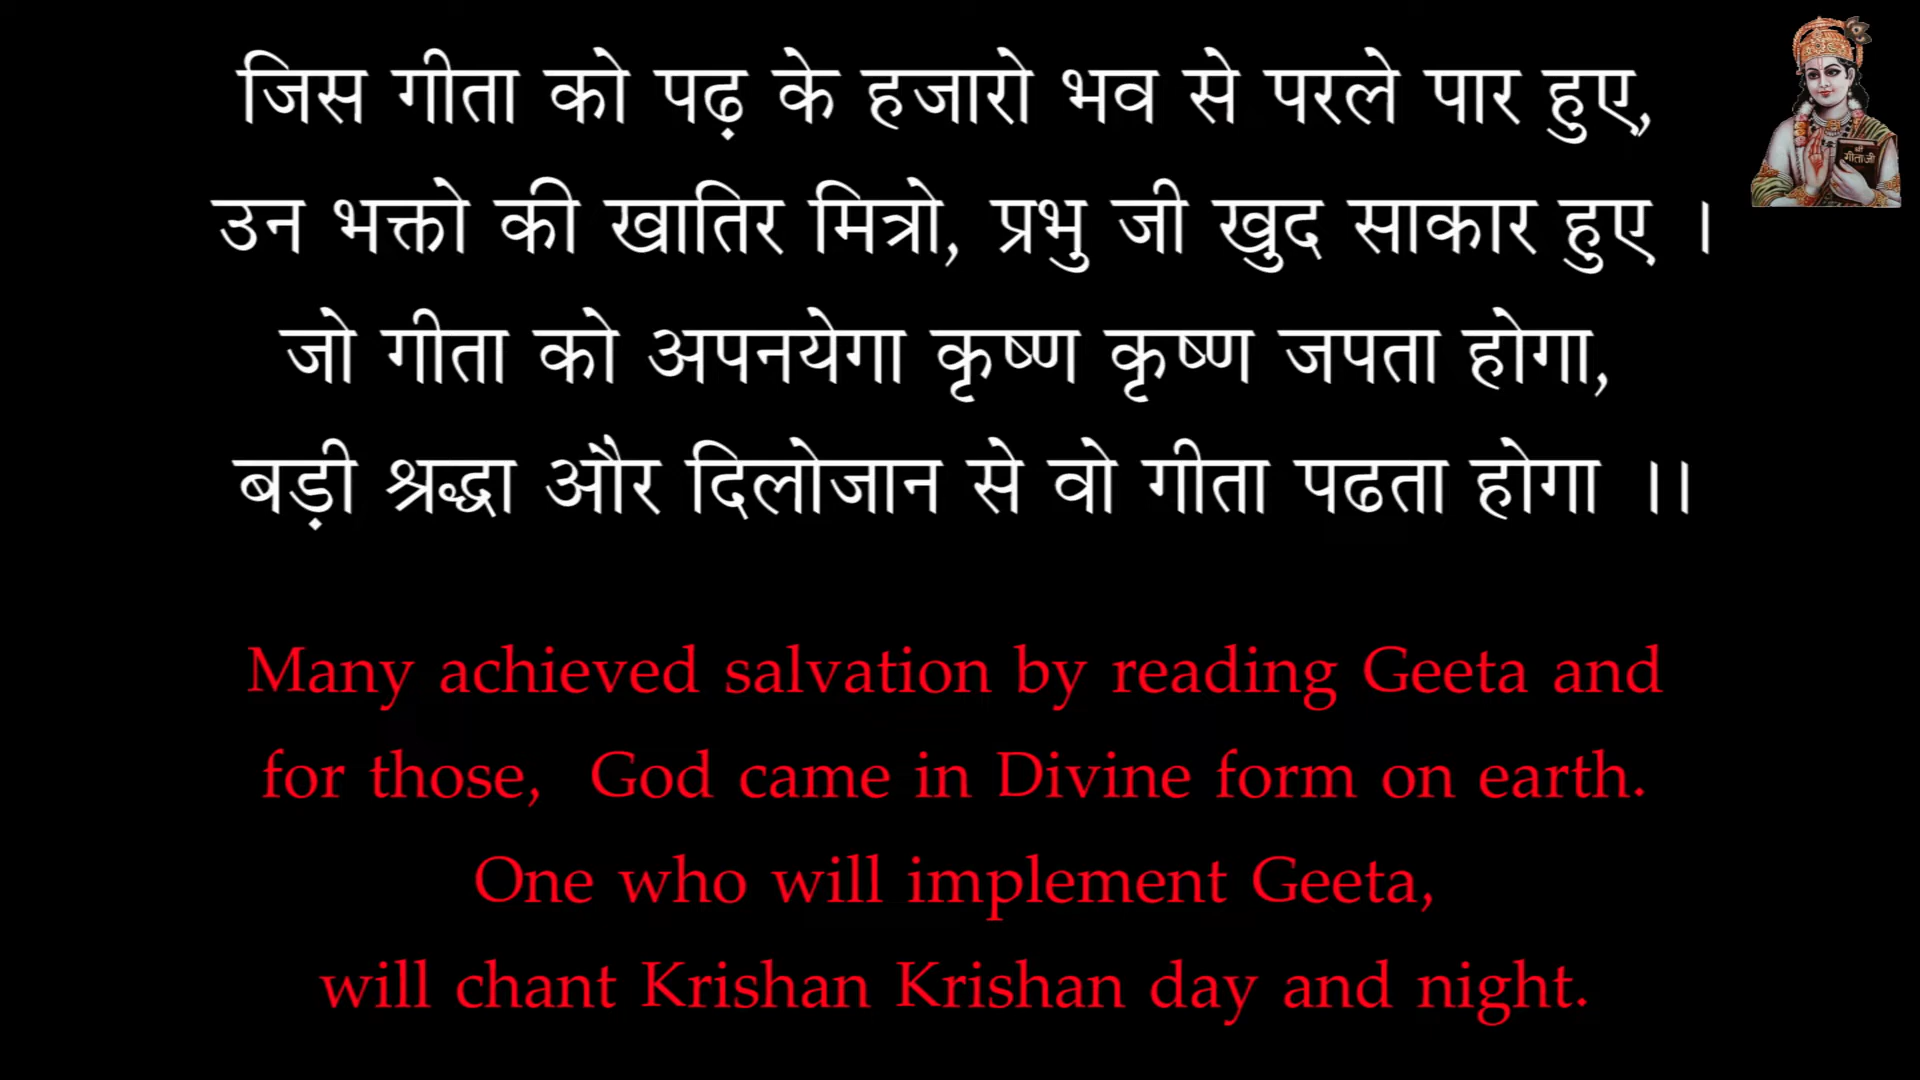 जिस गीता को पढ़ के हजारो भव से परले पार हुए,
उन भक्तो की खातिर मित्रो, प्रभु जी खुद साकार हुए ।
जो गीता को अपनयेगा कृष्ण कृष्ण जपता होगा,
बड़ी श्रद्धा और दिलोजान से वो गीता पढता होगा ।।
श्री
गीताजी
Many achieved salvation by reading Geeta and
for those, God came in Divine form on earth.
One who will implement Geeta,
will chant Krishan Krishan day and night.